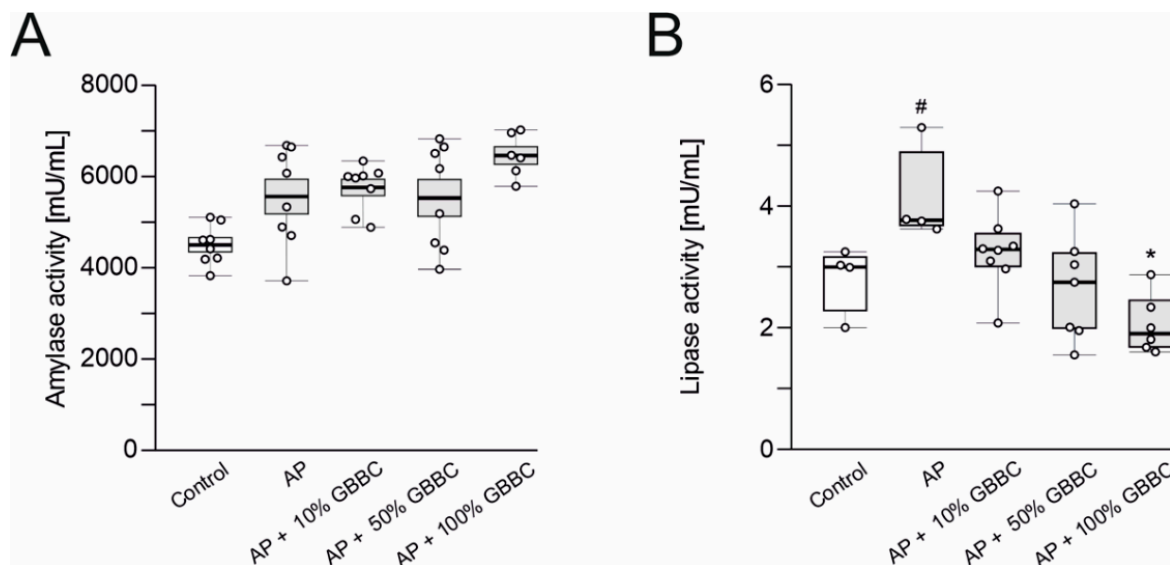 A
Amylase activity [mU/mL]
8000
6000
4000
2000
0
Control
AP
AP + 10% GBBC
AP + 50% GBBC
AP + 100% GBBC
B
Lipase activity [mU/mL]
6
4
2
0
#
*
Control
AP
AP + 10% GBBC
AP + 50% GBBC
AP + 100% GBBC